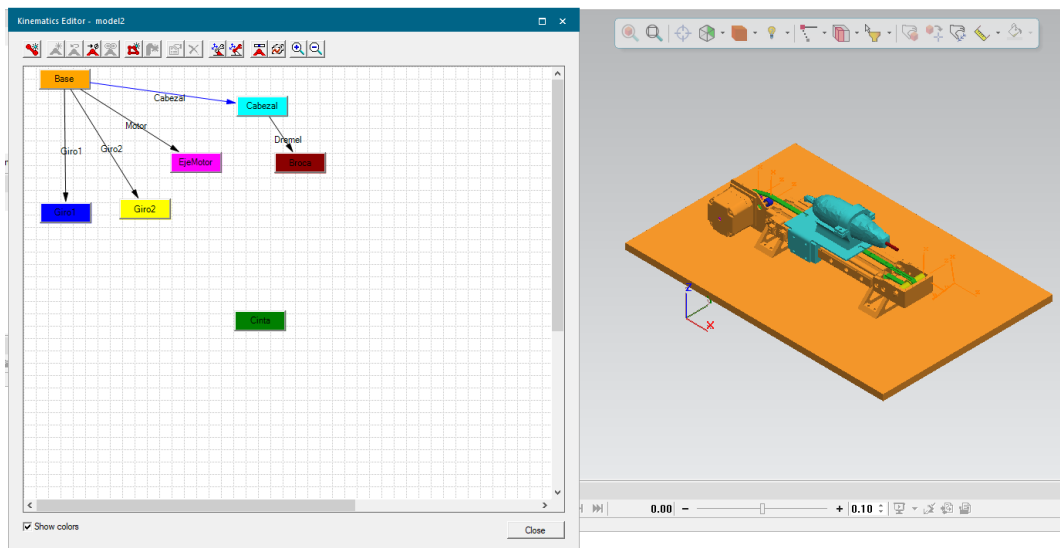 Kinematics Editor - model2
Base
Cabezal
Cabezal
Motor
Dremel
Giro1
Giro2
EjeMotor
Broca
Giro1
Giro2
Cinta
Z
X
0.00
0.10
Show colors
Close